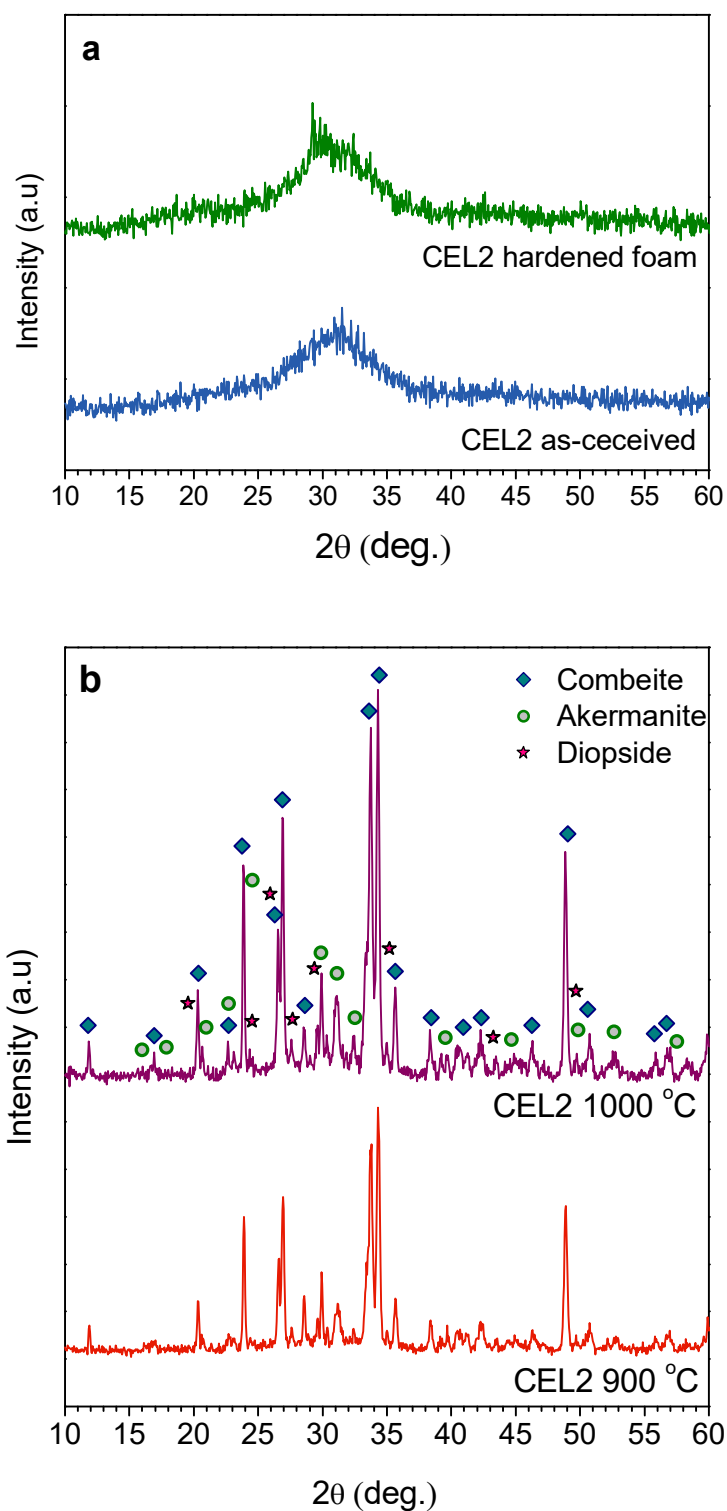 a
Intensity (a.u)
CEL2 hardened foam
CEL2 as-ceceived
10 15 20 25 30 35 40 45 50 55 60
2θ (deg.)
b
Combeite
Akermanite
Diopside
Intensity (a.u)
CEL2 1000 °C
CEL2 900 °C
10 15 20 25 30 35 40 45 50 55 60
2θ (deg.)